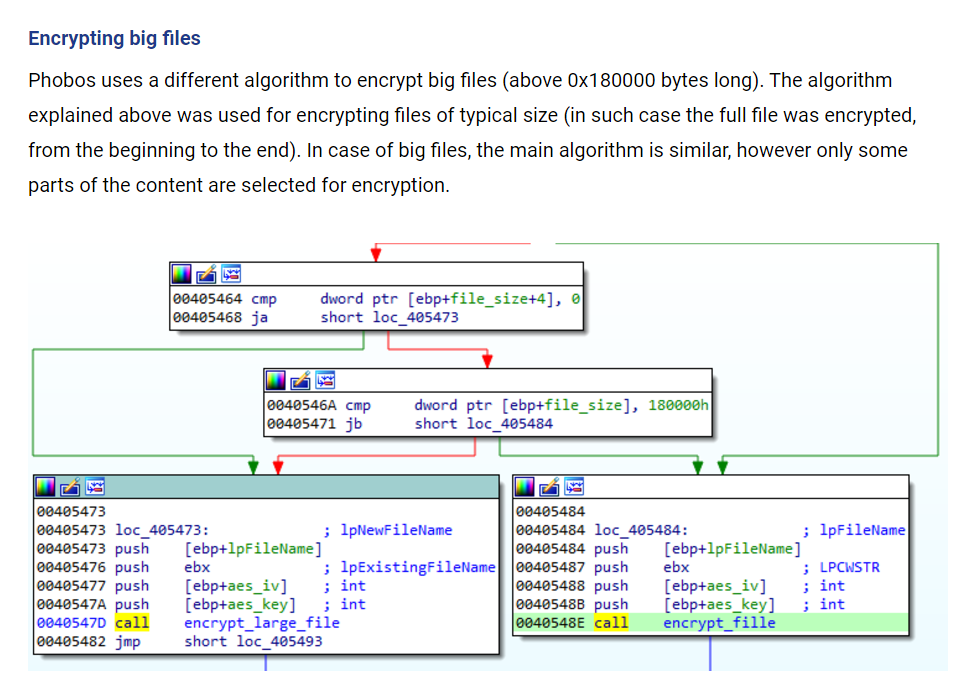 Encrypting big files
Phobos uses a different algorithm to encrypt big files (above 0x180000 bytes long). The algorithm
explained above was used for encrypting files of typical size (in such case the full file was encrypted,
from the beginning to the end). In case of big files, the main algorithm is similar, however only some
parts of the content are selected for encryption.
00405464 cmp dword ptr [ebp+file_size+4], 0
00405468 ja short loc_405473
0040546A cmp dword ptr [ebp+file_size], 180000h
00405471 jb short loc_405484
00405473
00405473 loc_405473: ; lpNewFileName
00405473 push [ebp+lpFileName]
00405476 push ebx ; lpExistingFileName
00405477 push [ebp+aes_iv] ; int
0040547A push [ebp+aes_key] ; int
0040547D call encrypt_large_file
00405482 jmp short loc_405493
00405484
00405484 loc_405484: ; lpFileName
00405484 push [ebp+lpFileName]
00405487 push ebx ; LPCWSTR
00405488 push [ebp+aes_iv] ; int
0040548B push [ebp+aes_key] ; int
0040548E call encrypt_fille